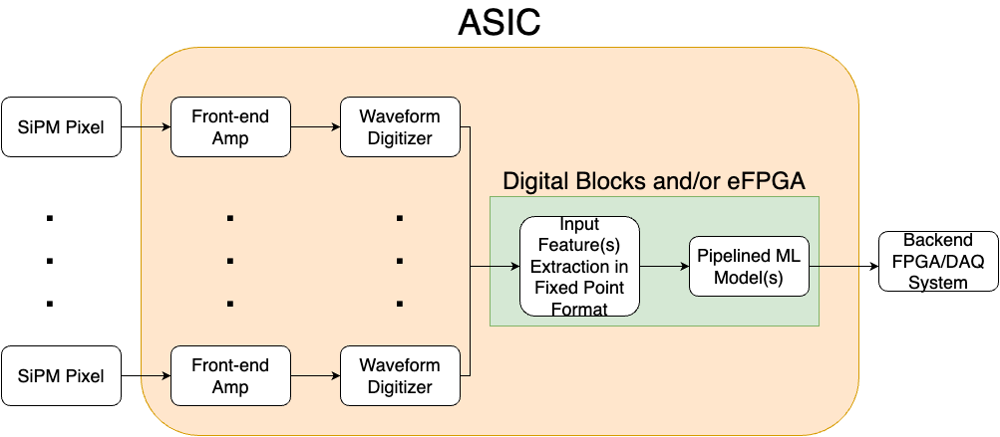 ASIC
SiPM Pixel
Front-end
Amp
Waveform
Digitizer
Digital Blocks and/or eFPGA
Input
Feature(s)
Extraction in
Fixed Point
Format
Pipelined ML
Model(s)
Backend
FPGA/DAQ
System
SiPM Pixel
Front-end
Amp
Waveform
Digitizer